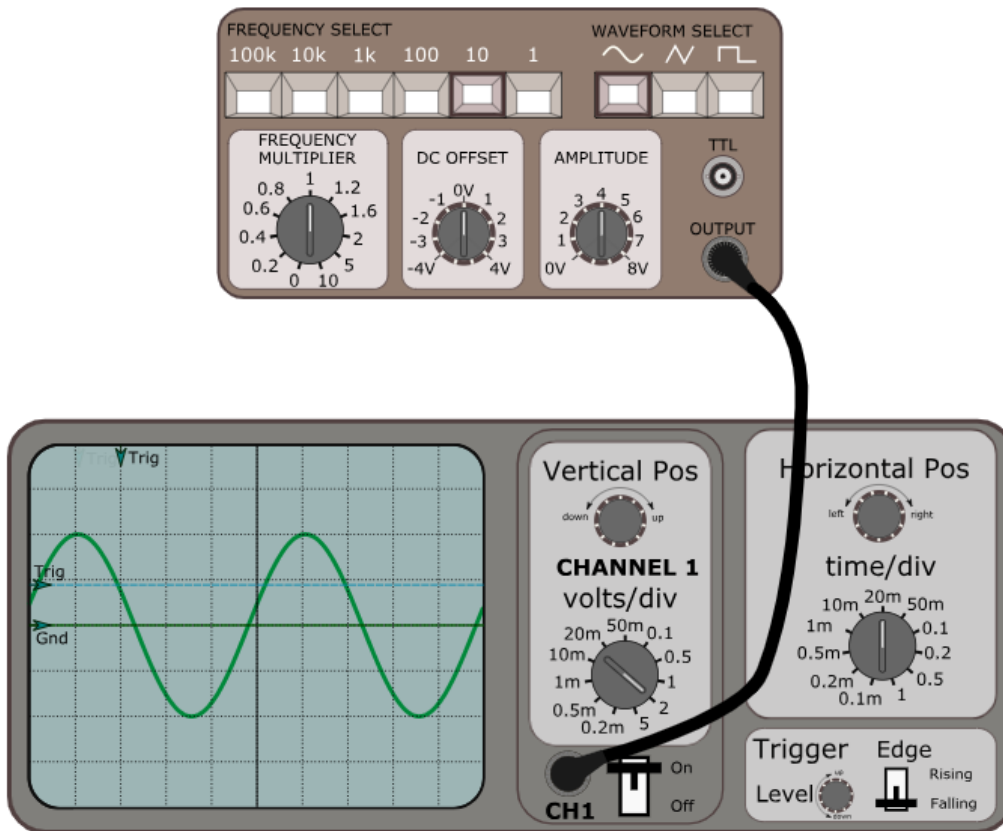 FREQUENCY SELECT
WAVEFORM SELECT
100k 10k 1k 100 10 1
FREQUENCY
MULTIPLIER
0 0.2 0.4 0.6 0.8 1 1.2 1.6 2 5 10
DC OFFSET
-4V -3 -2 -1 0V 1 2 3 4V
AMPLITUDE
0V 1 2 3 4 5 6 7 8V
TTL
OUTPUT
Trig Trig
Trig
Gnd
Vertical Pos
down up
CHANNEL 1
volts/div
0.2m 0.5m 1m 10m 20m 50m 0.1 0.5 1 2 5
CH1
On
Off
Horizontal Pos
left right
time/div
0.1m 0.2m 0.5m 1m 10m 20m 50m 0.1 0.2 0.5 1
Trigger
Level
up
down
Edge
Rising
Falling